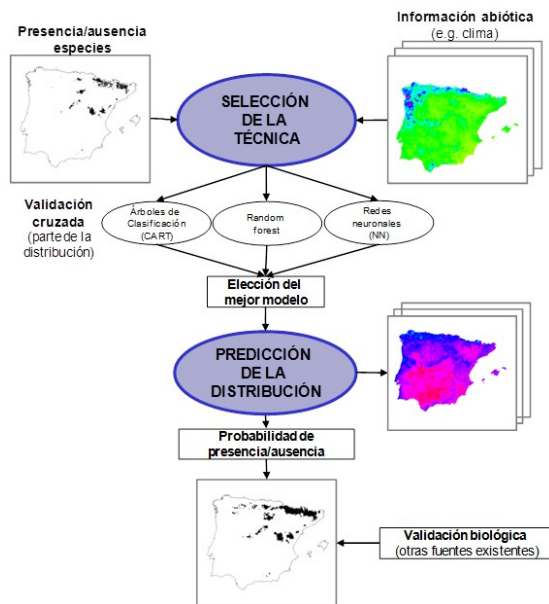 Presencia/ausencia
especies
Información abiótica
(e.g. clima)
SELECCIÓN
DE LA
TÉCNICA
Validación
cruzada
(parte de la
distribución)
Árboles de
Clasificación
(CART)
Random
forest
Redes
neuronales
(NN)
Elección del
mejor modelo
PREDICCIÓN
DE LA
DISTRIBUCIÓN
Probabilidad de
presencia/ausencia
Validación biológica
(otras fuentes existentes)